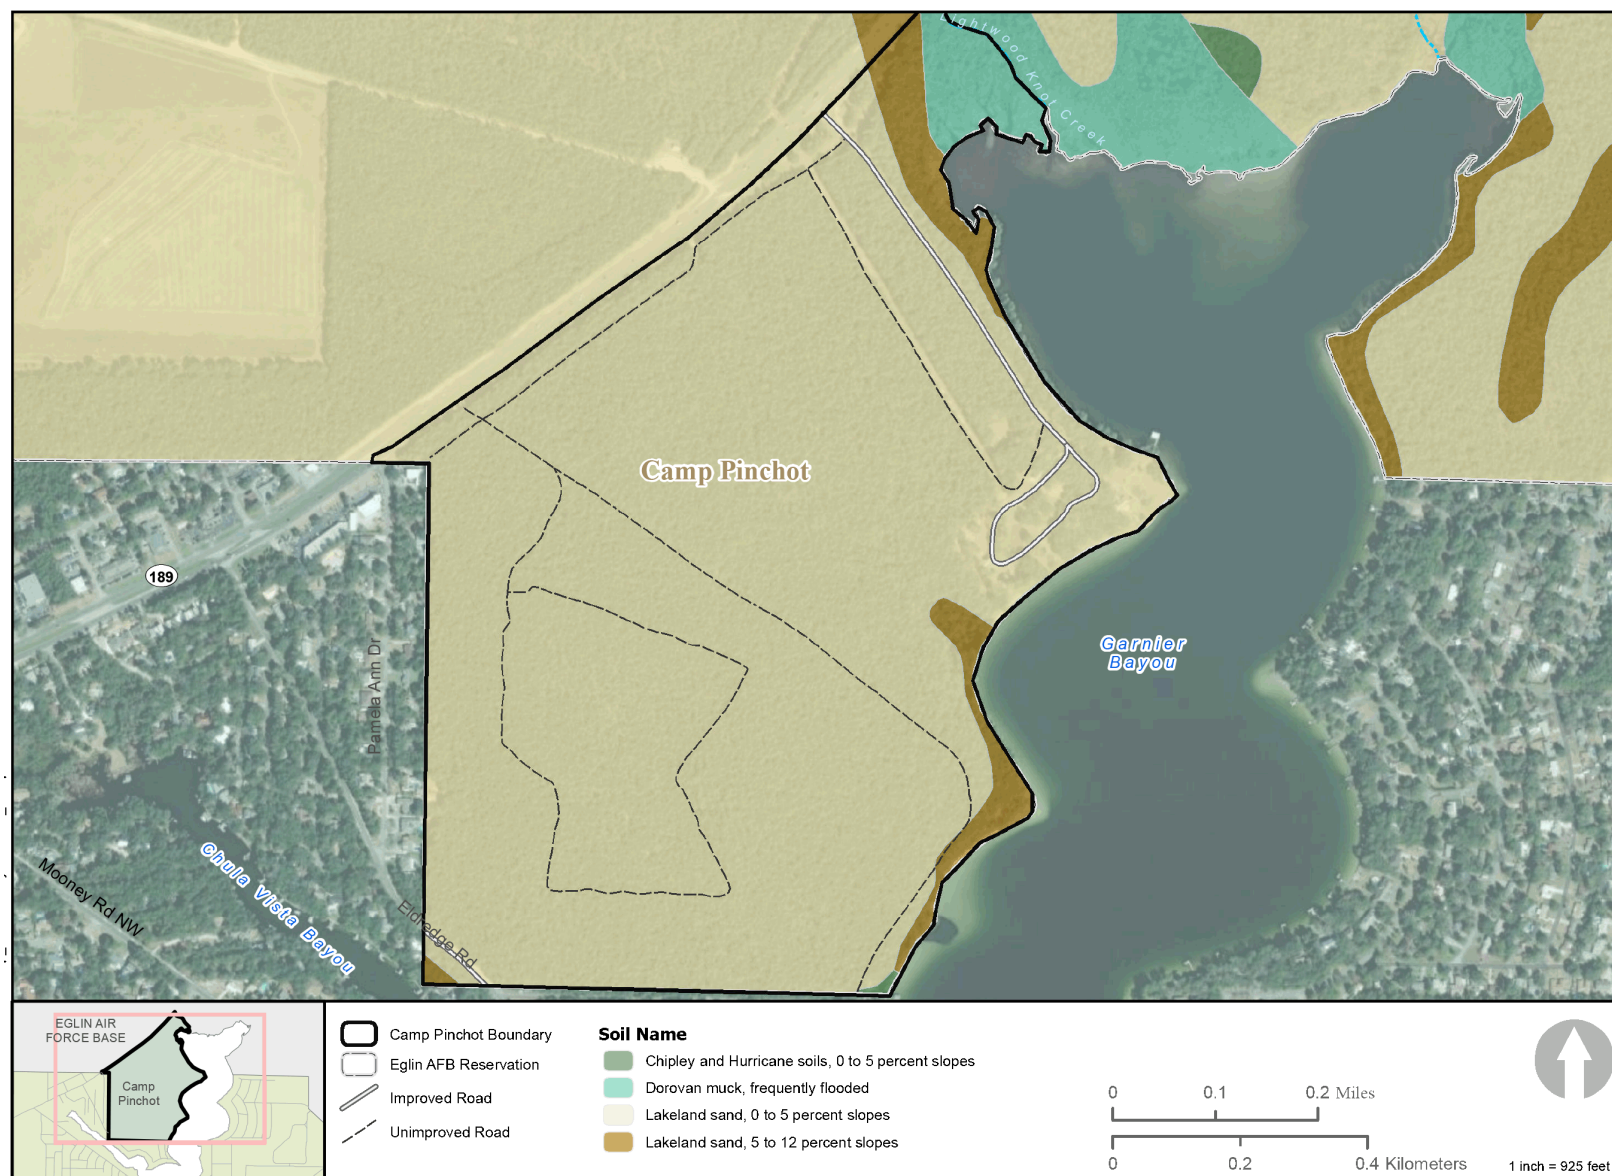 Lightwood Knot Creek
Camp Pinchot
189
Garnier
Bayou
Pamela Ann Dr
Chula Vista Bayou
Mooney Rd NW
Eldredge Rd
EGLIN AIR
FORCE BASE
Camp
Pinchot
Camp Pinchot Boundary
Eglin AFB Reservation
Improved Road
Unimproved Road
Soil Name
Chipley and Hurricane soils, 0 to 5 percent slopes
Dorovan muck, frequently flooded
Lakeland sand, 0 to 5 percent slopes
Lakeland sand, 5 to 12 percent slopes
0 0.1 0.2 Miles
0 0.2 0.4 Kilometers
1 inch = 925 feet